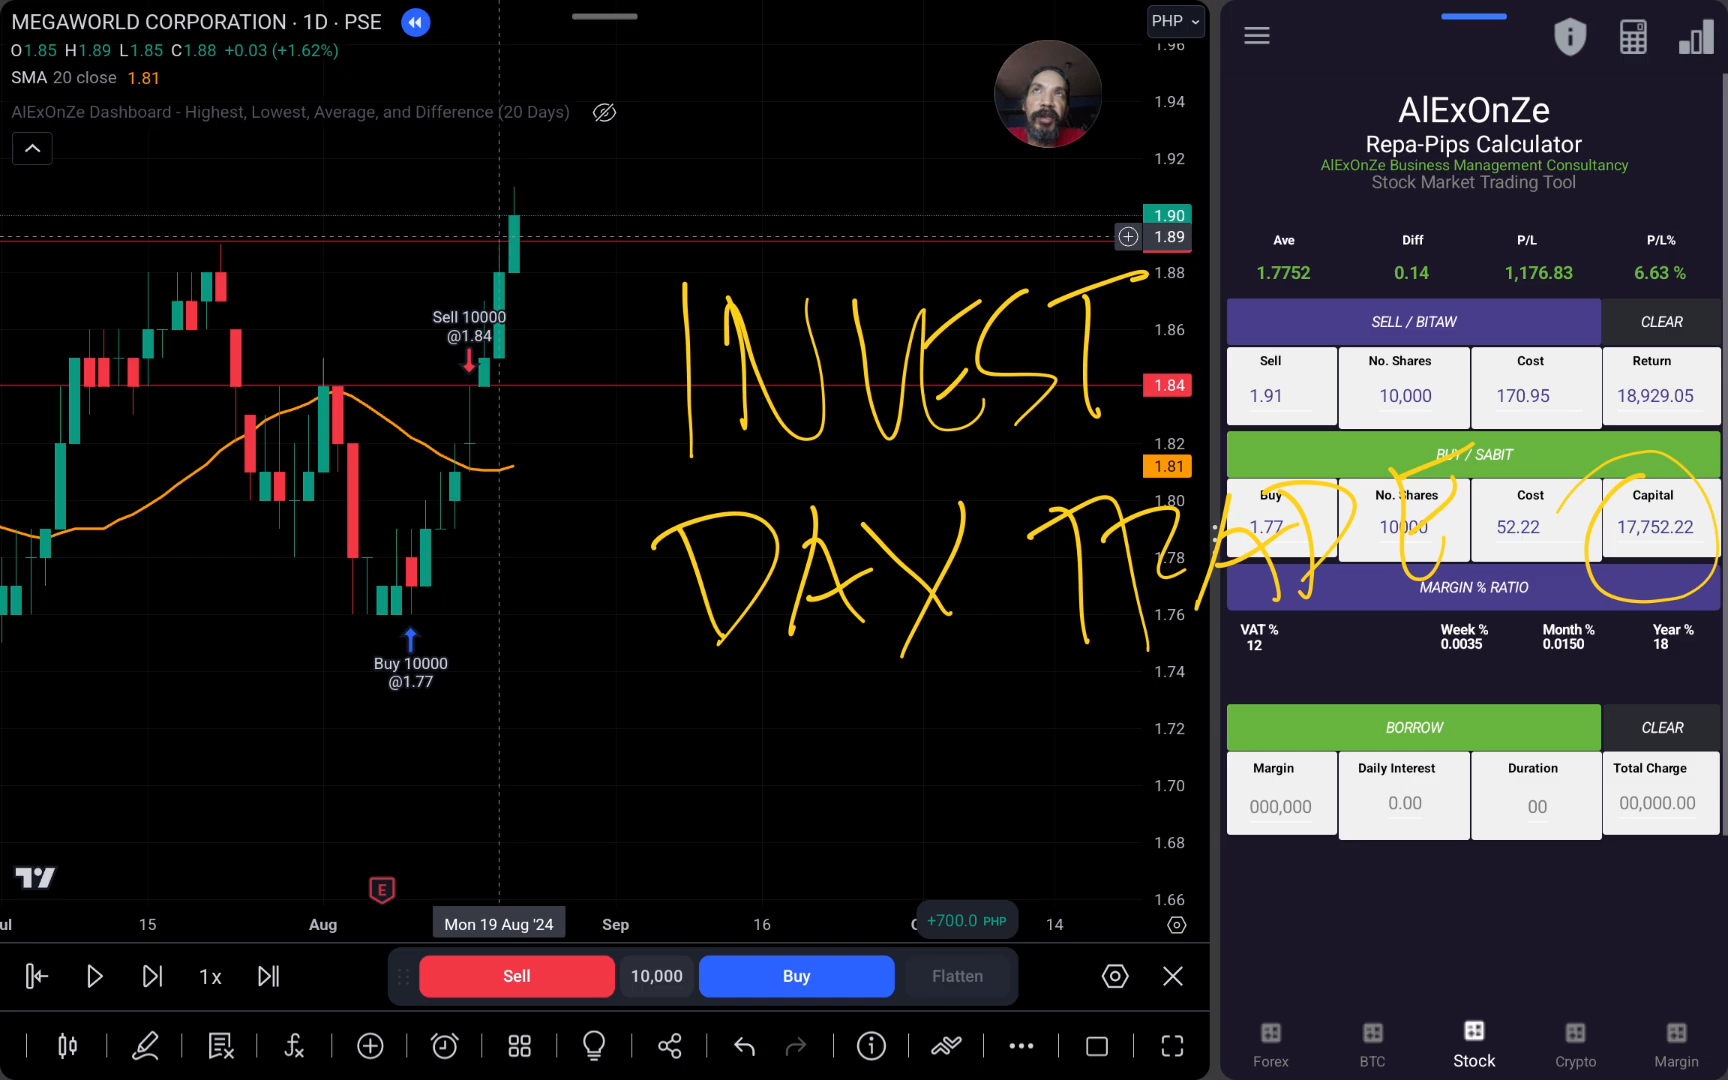 MEGAWORLD CORPORATION · 1D · PSE
PHP
O1.85 H1.89 L1.85 C1.88 +0.03 (+1.62%)
SMA 20 close 1.81
AlExOnZe Dashboard - Highest, Lowest, Average, and Difference (20 Days)
1.96
1.94
1.92
1.90
1.89
1.88
1.86
1.84
1.82
1.81
1.80
1.78
1.76
1.74
1.72
1.70
1.68
1.66
Sell 10000
@1.84
Buy 10000
@1.77
INVEST
DAY TRADE
E
15 Aug Mon 19 Aug '24 Sep 16 14
+700.0 PHP
1x
Sell 10,000 Buy Flatten
AlExOnZe
Repa-Pips Calculator
AlExOnZe Business Management Consultancy
Stock Market Trading Tool
Ave Diff P/L P/L%
1.7752 0.14 1,176.83 6.63 %
SELL / BITAW CLEAR
Sell No. Shares Cost Return
1.91 10,000 170.95 18,929.05
BUY / SABIT
Buy No. Shares Cost Capital
1.77 10000 52.22 17,752.22
MARGIN % RATIO
VAT % Week % Month % Year %
12 0.0035 0.0150 18
BORROW CLEAR
Margin Daily Interest Duration Total Charge
000,000 0.00 00 00,000.00
Forex BTC Stock Crypto Margin